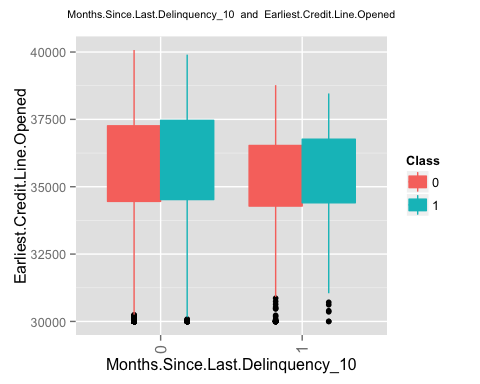 Months.Since.Last.Delinquency_10 and Earliest.Credit.Line.Opened
40000
37500
35000
32500
30000
Earliest.Credit.Line.Opened
0
1
Months.Since.Last.Delinquency_10
Class
0
1